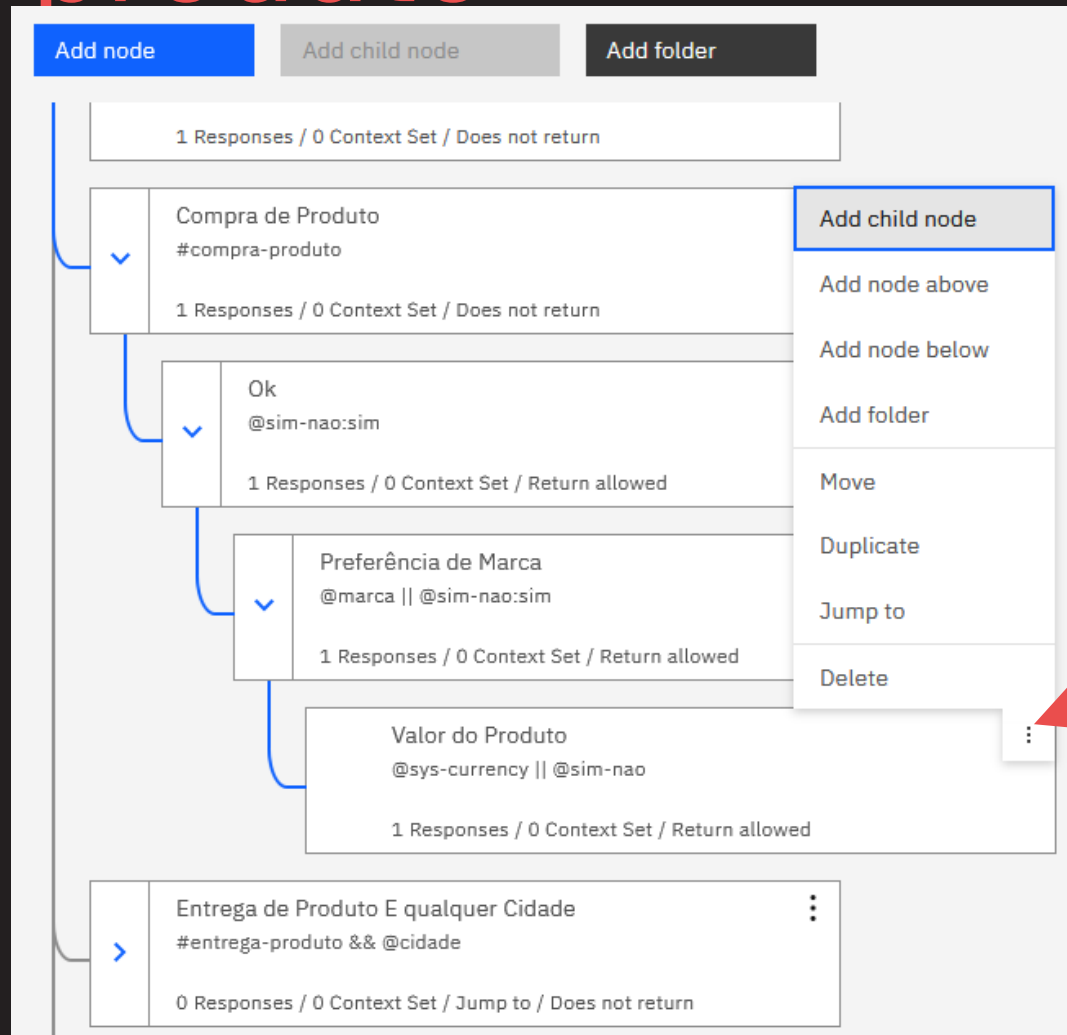 Add node
Add child node
Add folder
1 Responses / 0 Context Set / Does not return
Compra de Produto
#compra-produto
1 Responses / 0 Context Set / Does not return
Ok
@sim-nao:sim
1 Responses / 0 Context Set / Return allowed
Preferência de Marca
@marca || @sim-nao:sim
1 Responses / 0 Context Set / Return allowed
Valor do Produto
@sys-currency || @sim-nao
1 Responses / 0 Context Set / Return allowed
Entrega de Produto E qualquer Cidade
#entrega-produto && @cidade
0 Responses / 0 Context Set / Jump to / Does not return
Add child node
Add node above
Add node below
Add folder
Move
Duplicate
Jump to
Delete